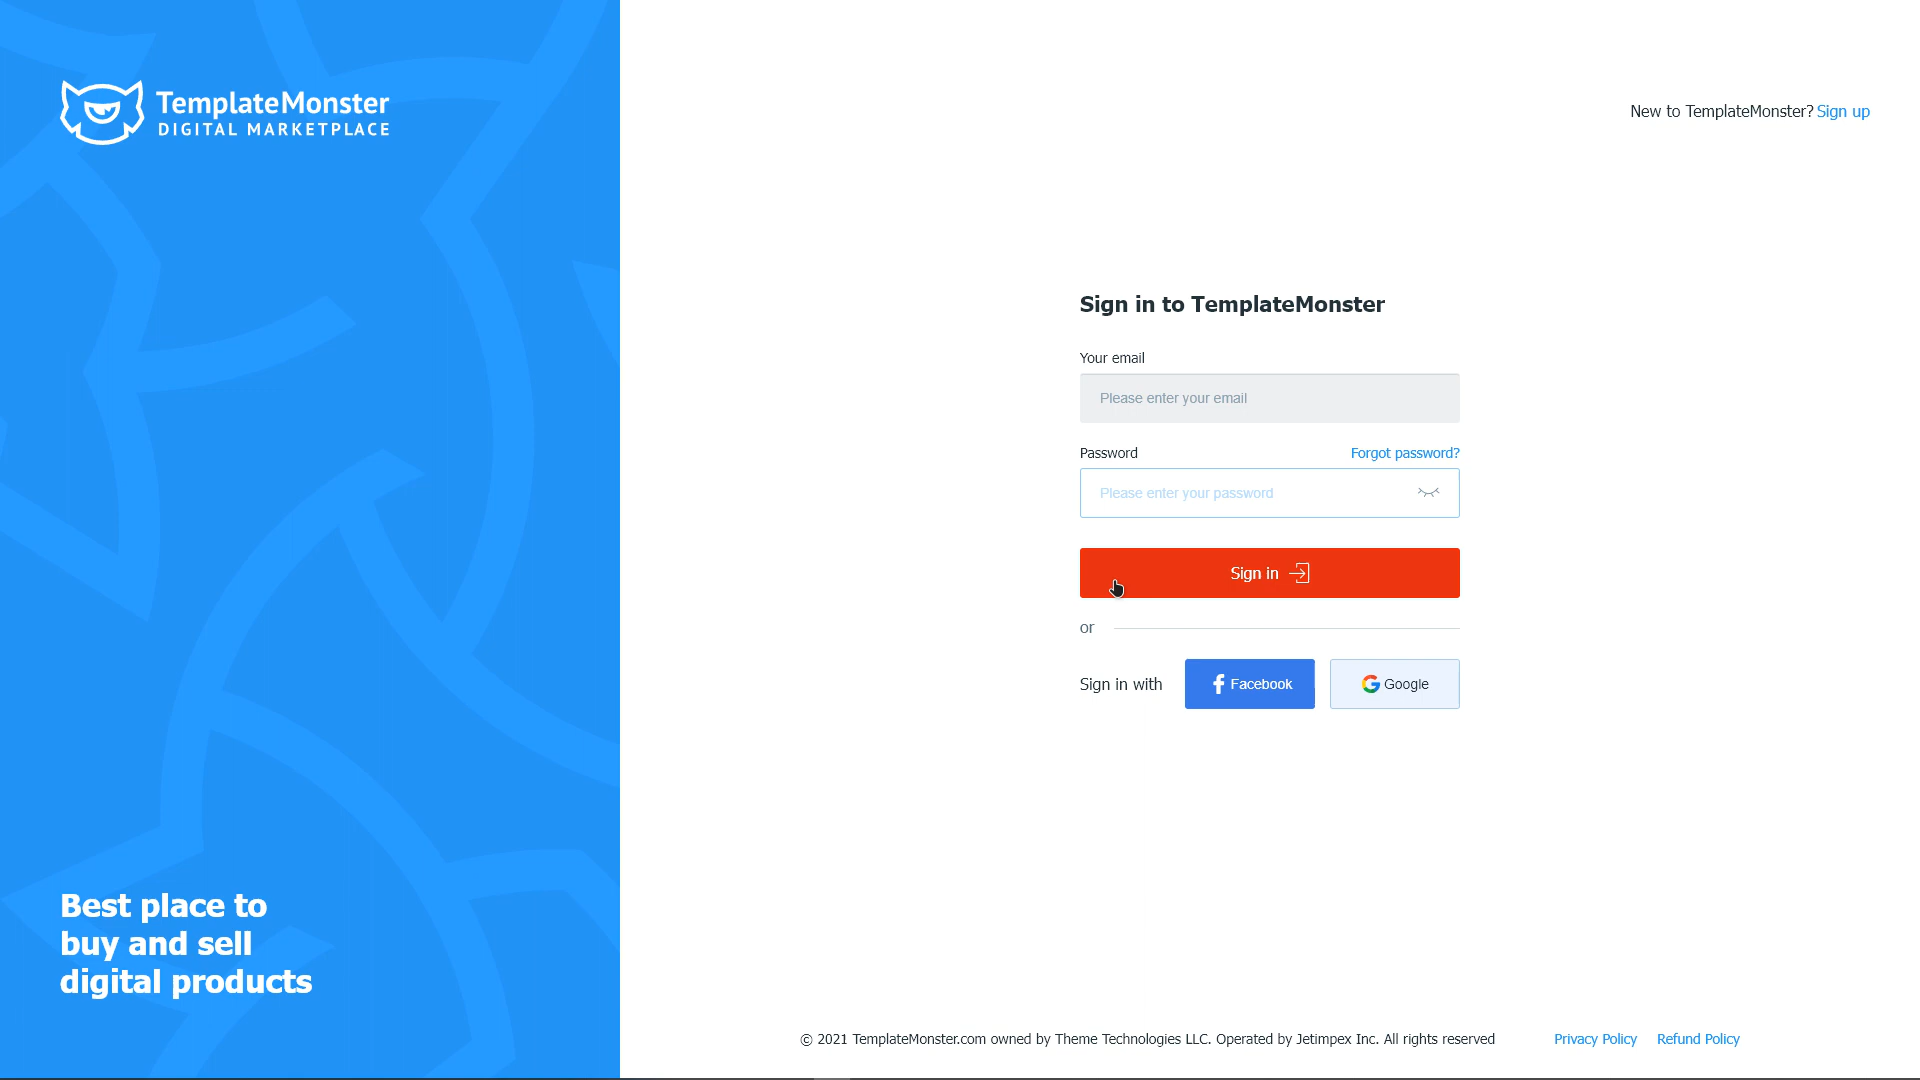 TemplateMonster
DIGITAL MARKETPLACE
New to TemplateMonster? Sign up
Sign in to TemplateMonster
Your email
Please enter your email
Password Forgot password?
Please enter your password
Sign in
or
Sign in with Facebook Google
Best place to
buy and sell
digital products
© 2021 TemplateMonster.com owned by Theme Technologies LLC. Operated by Jetimpex Inc. All rights reserved Privacy Policy Refund Policy